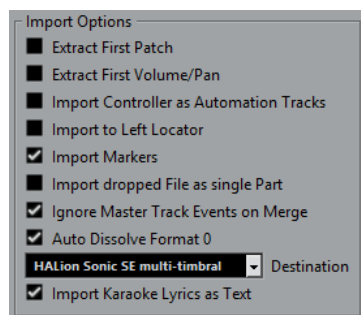 Import Options
Extract First Patch
Extract First Volume/Pan
Import Controller as Automation Tracks
Import to Left Locator
Import Markers
Import dropped File as single Part
Ignore Master Track Events on Merge
Auto Dissolve Format 0
HALion Sonic SE multi-timbral Destination
Import Karaoke Lyrics as Text